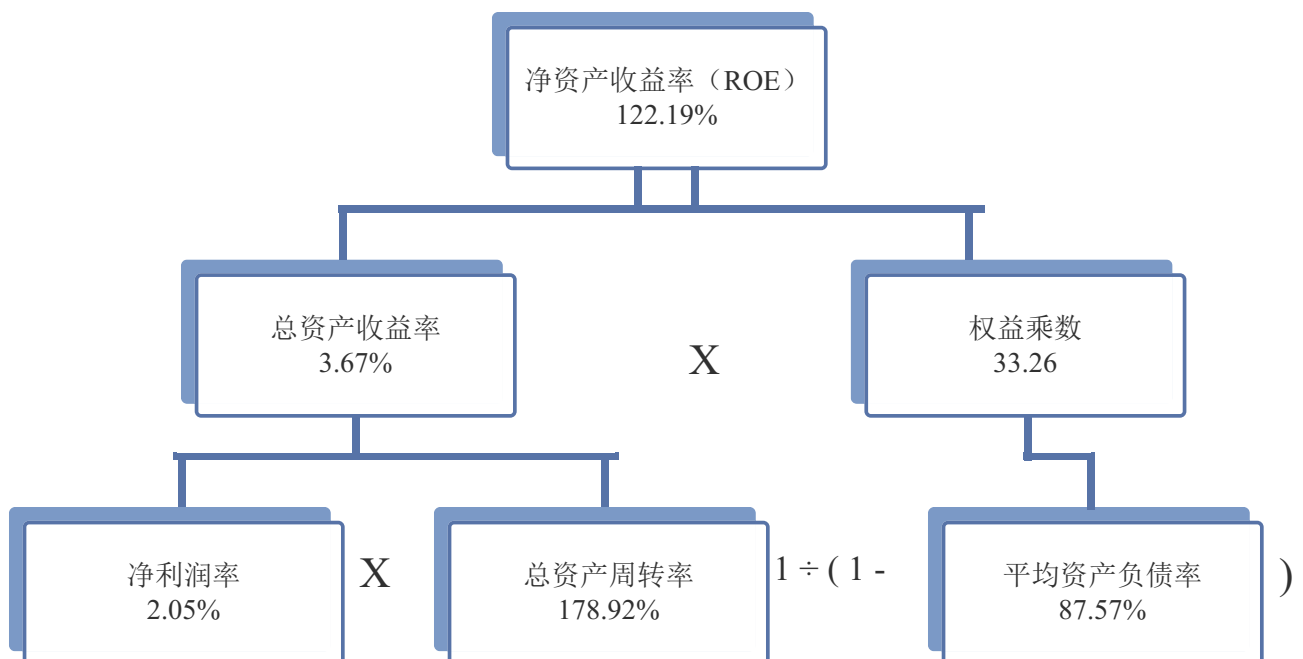 净资产收益率（ROE）
122.19%
总资产收益率
3.67%
X
权益乘数
33.26
净利润率
2.05%
X
总资产周转率
178.92%
1 ÷ ( 1 -
平均资产负债率
87.57%
)